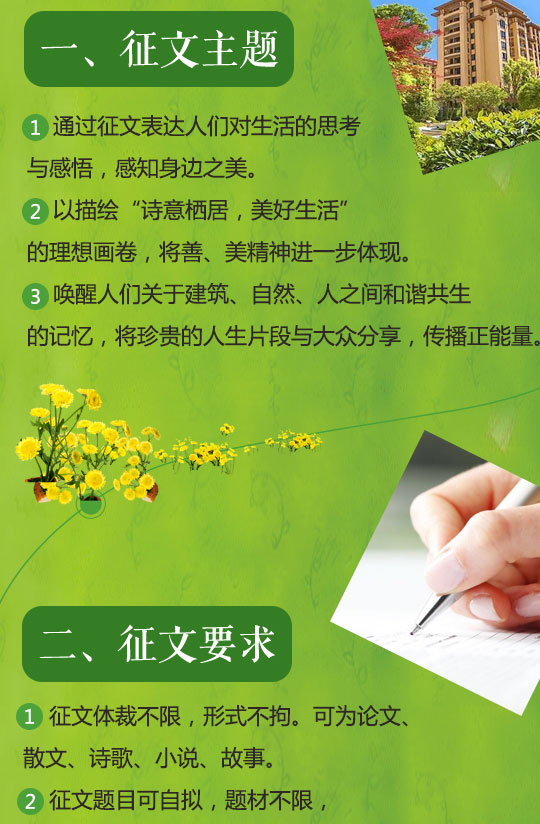 一、征文主题
1 通过征文表达人们对生活的思考
与感悟，感知身边之美。
2 以描绘“诗意栖居，美好生活”
的理想画卷，将善、美精神进一步体现。
3 唤醒人们关于建筑、自然、人之间和谐共生
的记忆，将珍贵的人生片段与大众分享，传播正能量。
二、征文要求
1 征文体裁不限，形式不拘。可为论文、
散文、诗歌、小说、故事。
2 征文题目可自拟，题材不限，